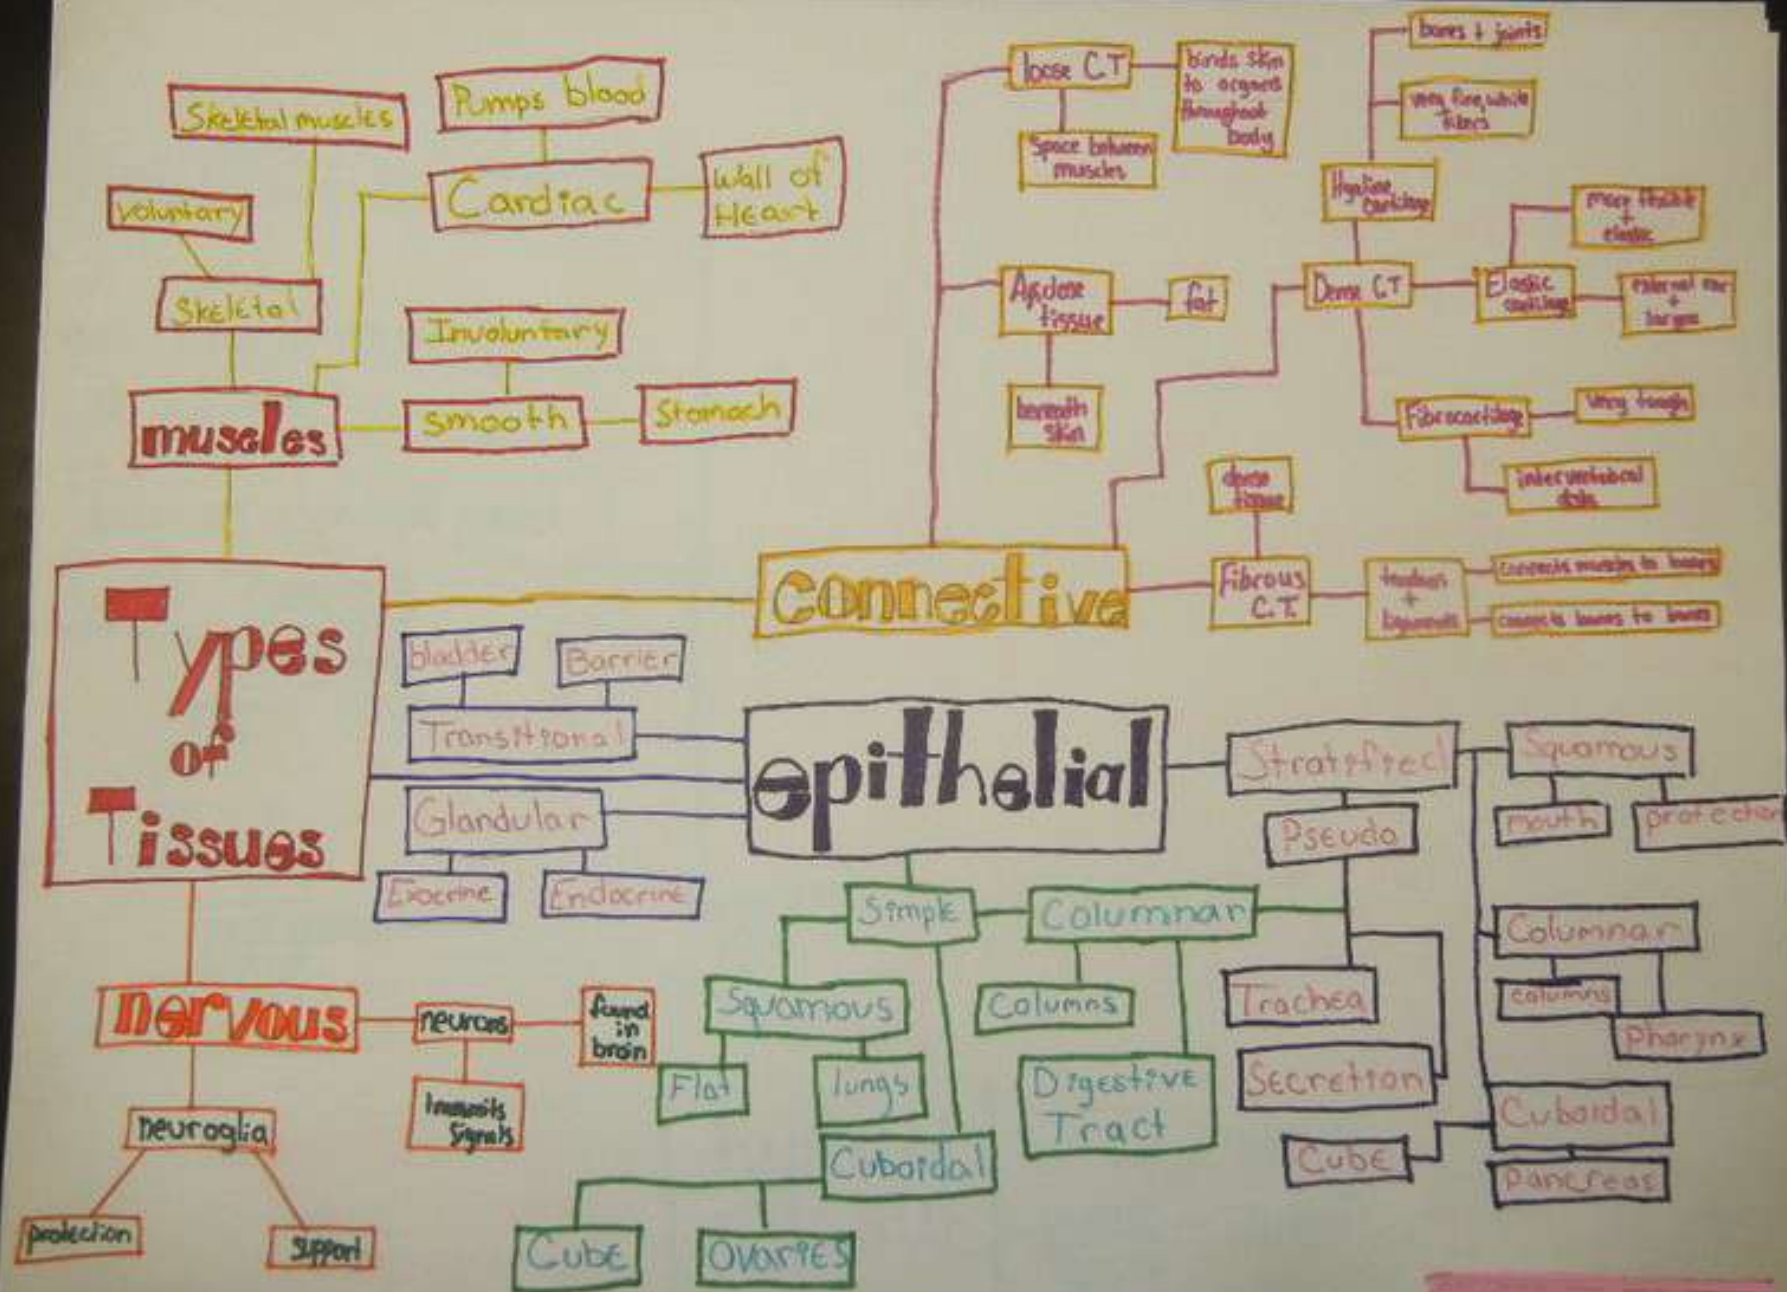 Types
of
Tissues
muscles
Skeletal
voluntary
Skeletal muscles
Cardiac
Pumps blood
Wall of
Heart
smooth
Involuntary
Stomach
connective
loose C.T
binds skin
to organs
throughout
body
Space between
muscles
tissue
fat
beneath
skin
Dense C.T
Hyaline
cartilage
bones + joints
very fine, white
fibers
Elastic
cartilage
more flexible
+
elastic
external ear
+
Fibrocartilage
very tough
Fibrous
C.T.
dense
tissue
tendons
+
ligaments
connects muscles to bones
connects bones to bones
epithelial
Transitional
bladder
Barrier
Glandular
Exocrine
Endocrine
Simple
Squamous
Flat
lungs
Cuboidal
Cube
Ovaries
Columnar
Columns
Digestive
Tract
Stratified
Pseudo
Trachea
Secretion
Squamous
mouth
protection
Columnar
columns
Pharynx
Cuboidal
Cube
Pancreas
nervous
neurons
found
in
brain
transmits
signals
neuroglia
protection
support